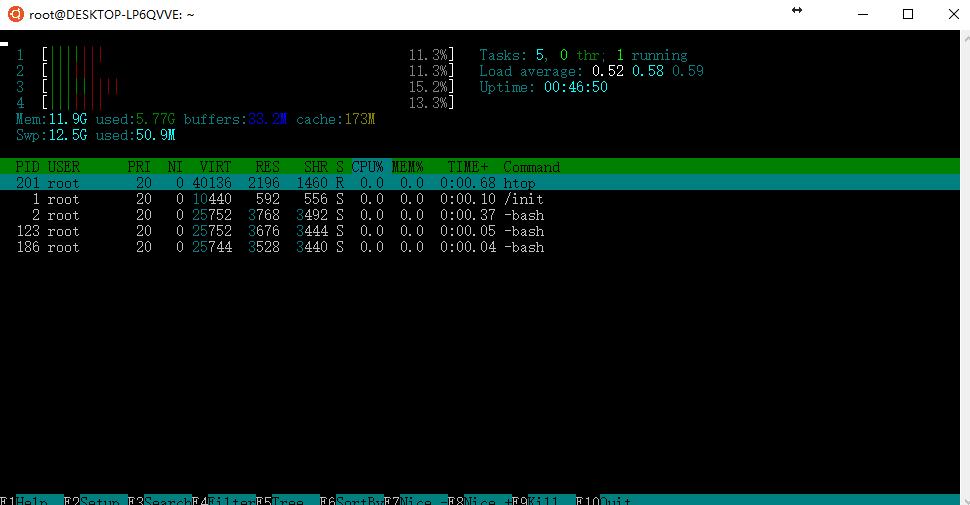 root@DESKTOP-LP6QVVE: ~
1 [||||||| 11.3%] Tasks: 5, 0 thr; 1 running
2 [||||||| 11.3%] Load average: 0.52 0.58 0.59
3 [||||||||| 15.2%] Uptime: 00:46:50
4 [||||||| 13.3%]
Mem:11.9G used:5.77G buffers:33.2M cache:173M
Swp:12.5G used:50.9M
PID USER PRI NI VIRT RES SHR S CPU% MEM% TIME+ Command
201 root 20 0 40136 2196 1460 R 0.0 0.0 0:00.68 htop
1 root 20 0 10440 592 556 S 0.0 0.0 0:00.10 /init
2 root 20 0 25752 3768 3492 S 0.0 0.0 0:00.37 -bash
123 root 20 0 25752 3676 3444 S 0.0 0.0 0:00.05 -bash
186 root 20 0 25744 3528 3440 S 0.0 0.0 0:00.04 -bash
F1Help F2Setup F3SearchF4FilterF5Tree F6SortByF7Nice -F8Nice +F9Kill F10Quit